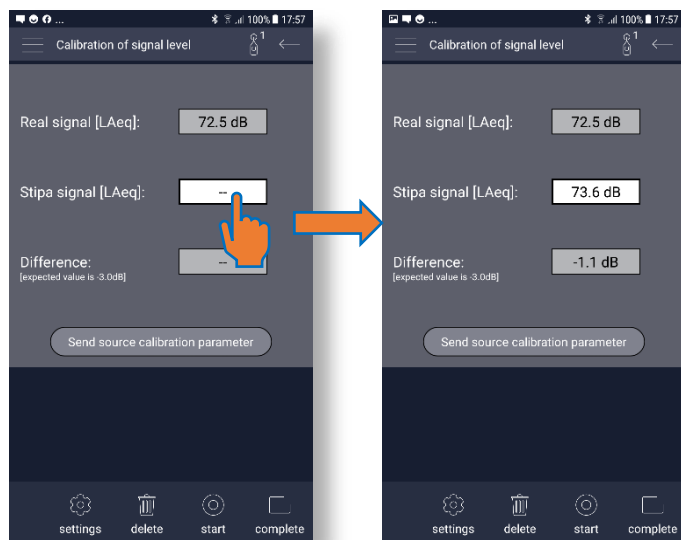 ... 100% 17:57
Calibration of signal level 1
Real signal [LAeq]: 72.5 dB
Stipa signal [LAeq]: --
Difference: --
[expected value is -3.0dB]
Send source calibration parameter
settings delete start complete
... 100% 17:57
Calibration of signal level 1
Real signal [LAeq]: 72.5 dB
Stipa signal [LAeq]: 73.6 dB
Difference: -1.1 dB
[expected value is -3.0dB]
Send source calibration parameter
settings delete start complete